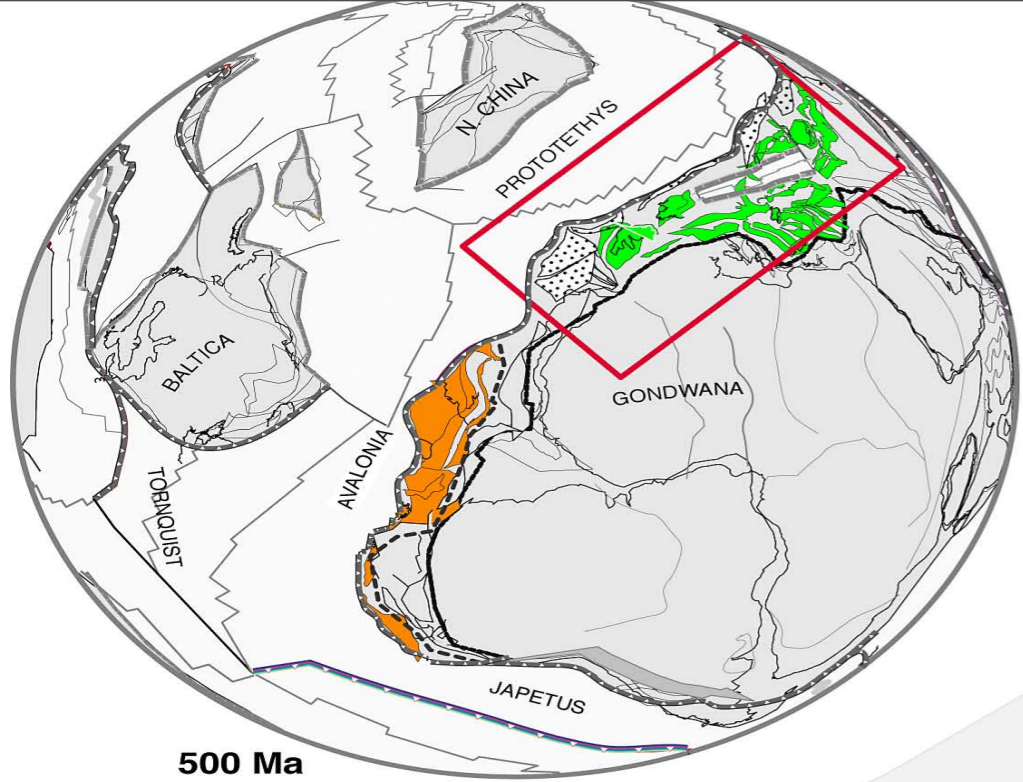 N. CHINA
PROTOTETHYS
BALTICA
GONDWANA
AVALONIA
TORNQUIST
JAPETUS
500 Ma